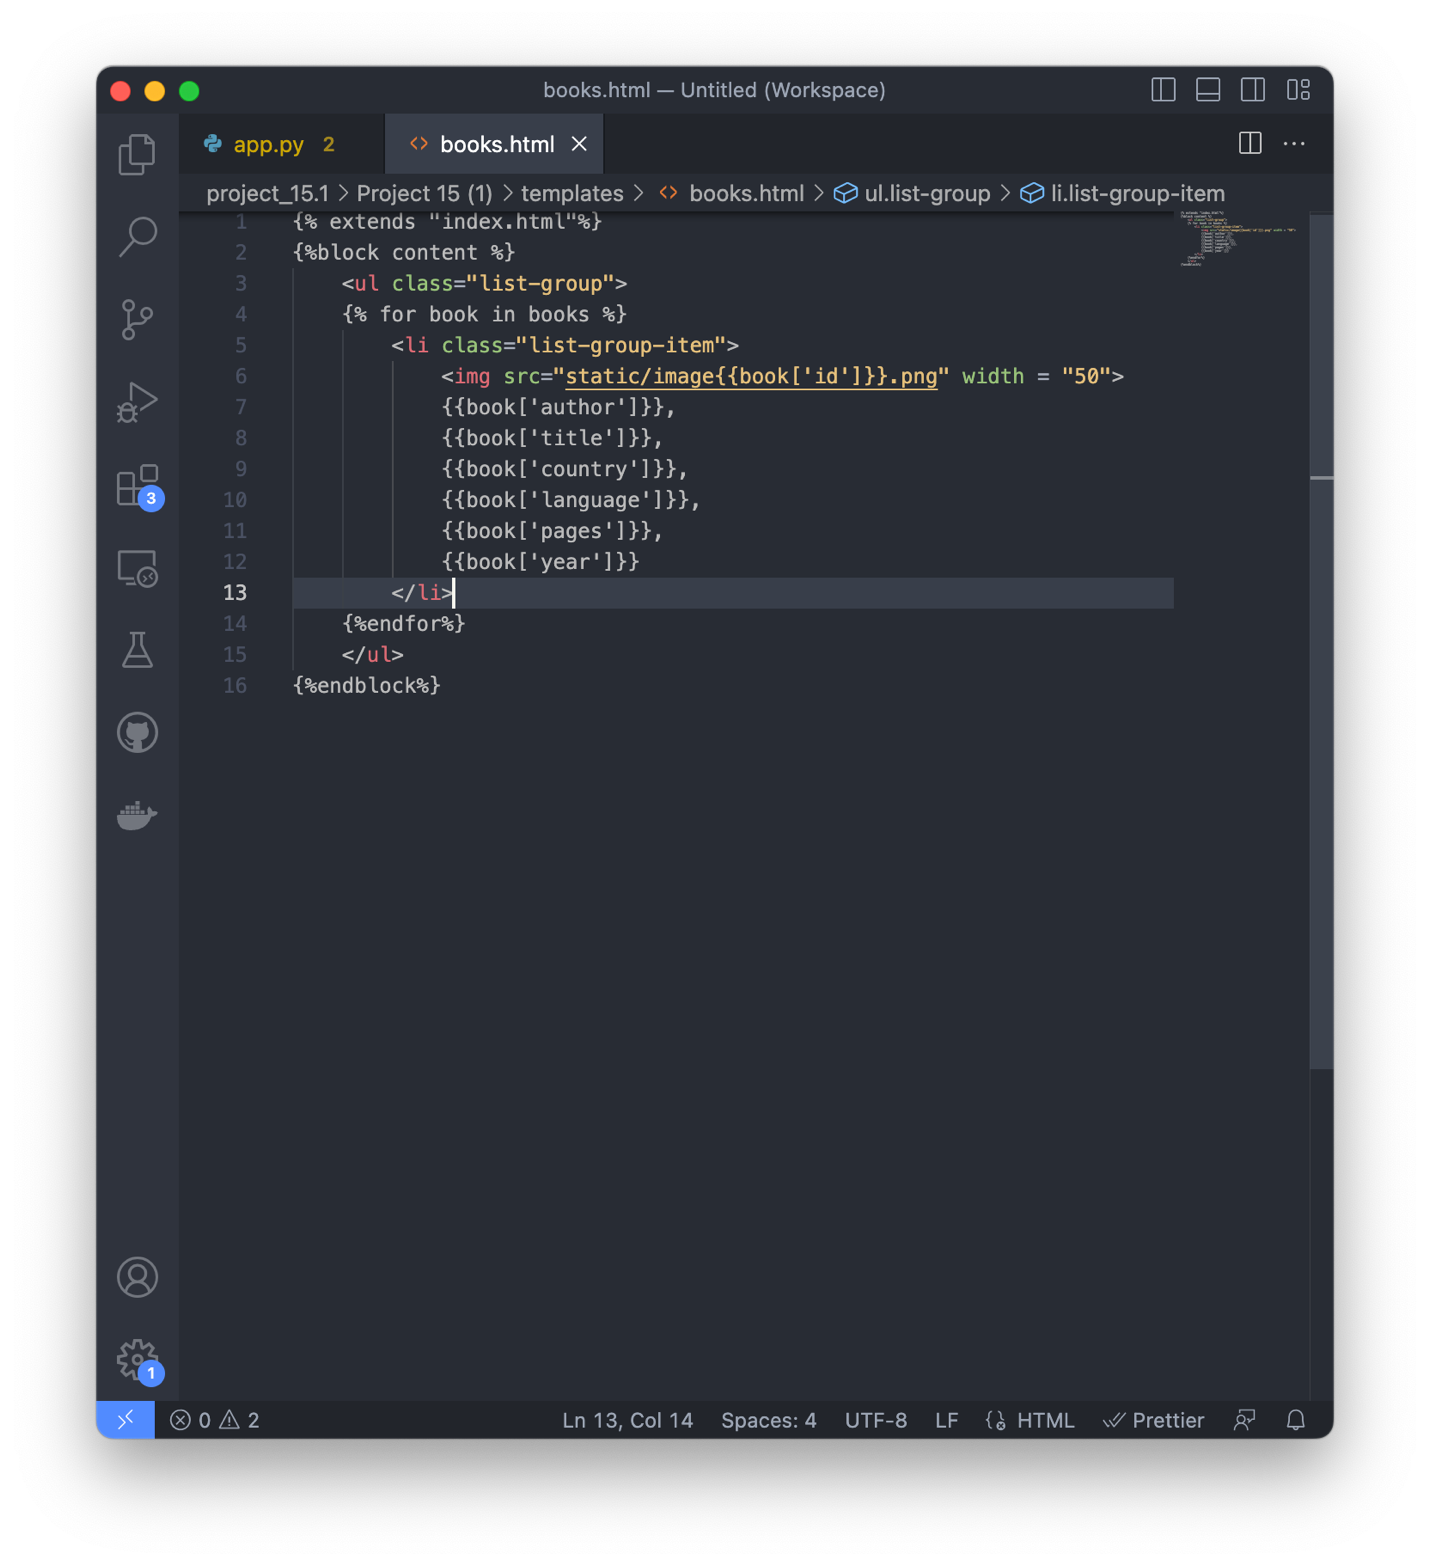 books.html — Untitled (Workspace)
app.py 2 books.html
project_15.1 > Project 15 (1) > templates > books.html > ul.list-group > li.list-group-item
1 {% extends "index.html"%}
2 {%block content %}
3 <ul class="list-group">
4 {% for book in books %}
5 <li class="list-group-item">
6 <img src="static/image{{book['id']}}.png" width = "50">
7 {{book['author']}},
8 {{book['title']}},
9 {{book['country']}},
10 {{book['language']}},
11 {{book['pages']}},
12 {{book['year']}}
13 </li>
14 {%endfor%}
15 </ul>
16 {%endblock%}
3
1
0 2 Ln 13, Col 14 Spaces: 4 UTF-8 LF HTML Prettier